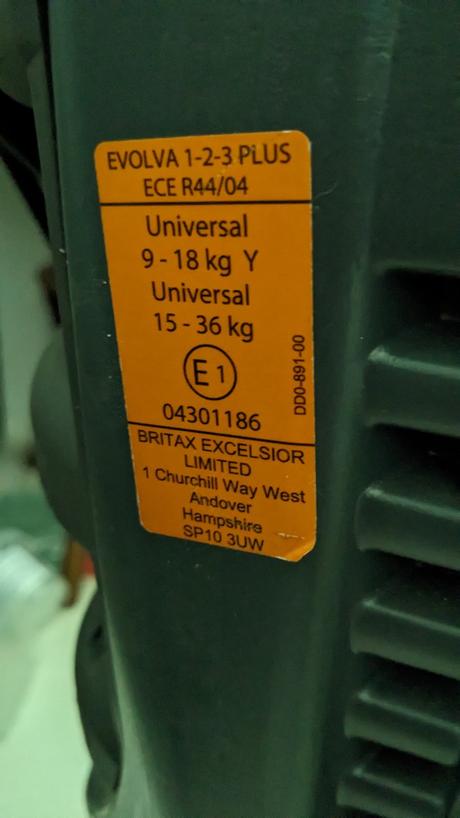 EVOLVA 1-2-3 PLUS
ECE R44/04
Universal
9 - 18 kg Y
Universal
15 - 36 kg
E 1
04301186
DD0-891-00
BRITAX EXCELSIOR
LIMITED
1 Churchill Way West
Andover
Hampshire
SP10 3UW